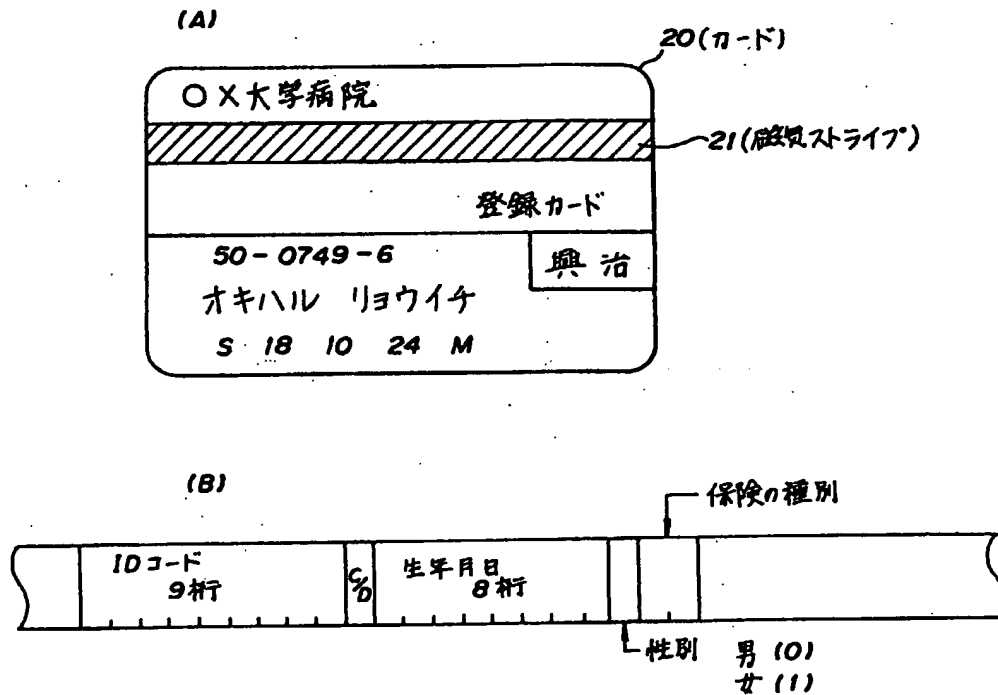 (A)
20(カード)
○×大学病院
21(磁気ストライプ)
登録カード
50-0749-6
興治
オキハル リョウイチ
S 18 10 24 M
(B)
保険の種別
IDコード
9桁
C/D
生年月日
8桁
性別 男 (0)
女 (1)